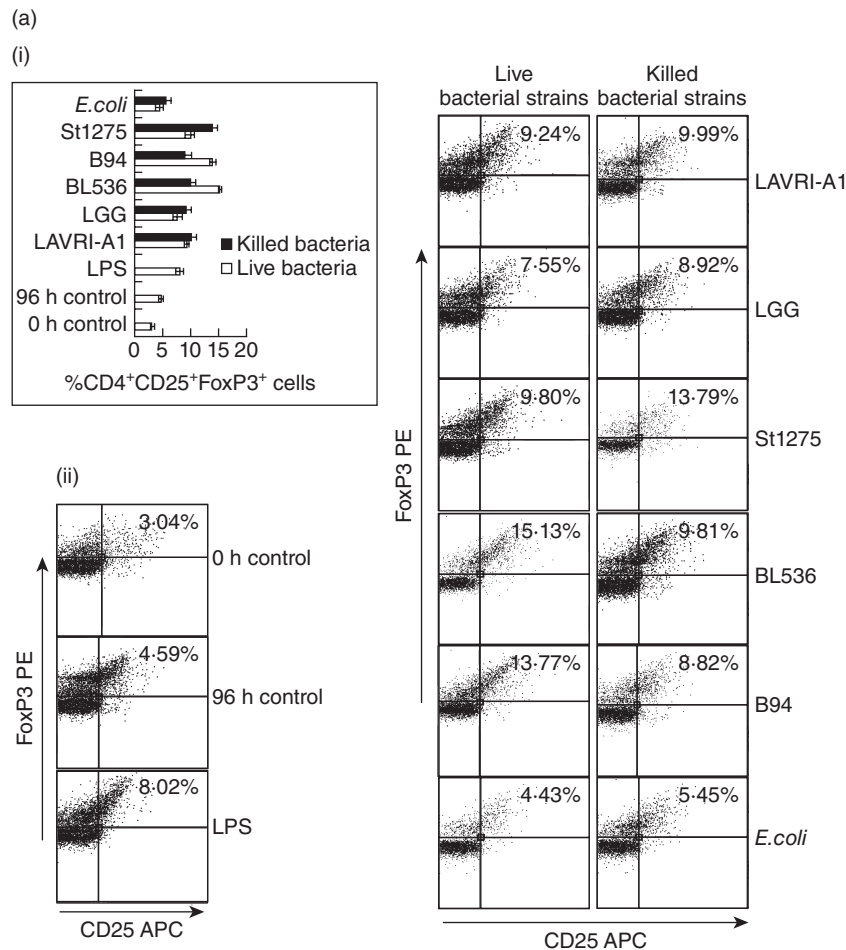 (a)
(i)
E.coli
St1275
B94
BL536
LGG
LAVRI-A1
LPS
96 h control
0 h control
Killed bacteria
Live bacteria
0 5 10 15 20
%CD4⁺CD25⁺FoxP3⁺ cells
(ii)
3·04%
0 h control
4·59%
96 h control
8·02%
LPS
FoxP3 PE
CD25 APC
Live
bacterial strains
Killed
bacterial strains
9·24% 9·99% LAVRI-A1
7·55% 8·92% LGG
9·80% 13·79% St1275
15·13% 9·81% BL536
13·77% 8·82% B94
4·43% 5·45% E.coli
FoxP3 PE
CD25 APC